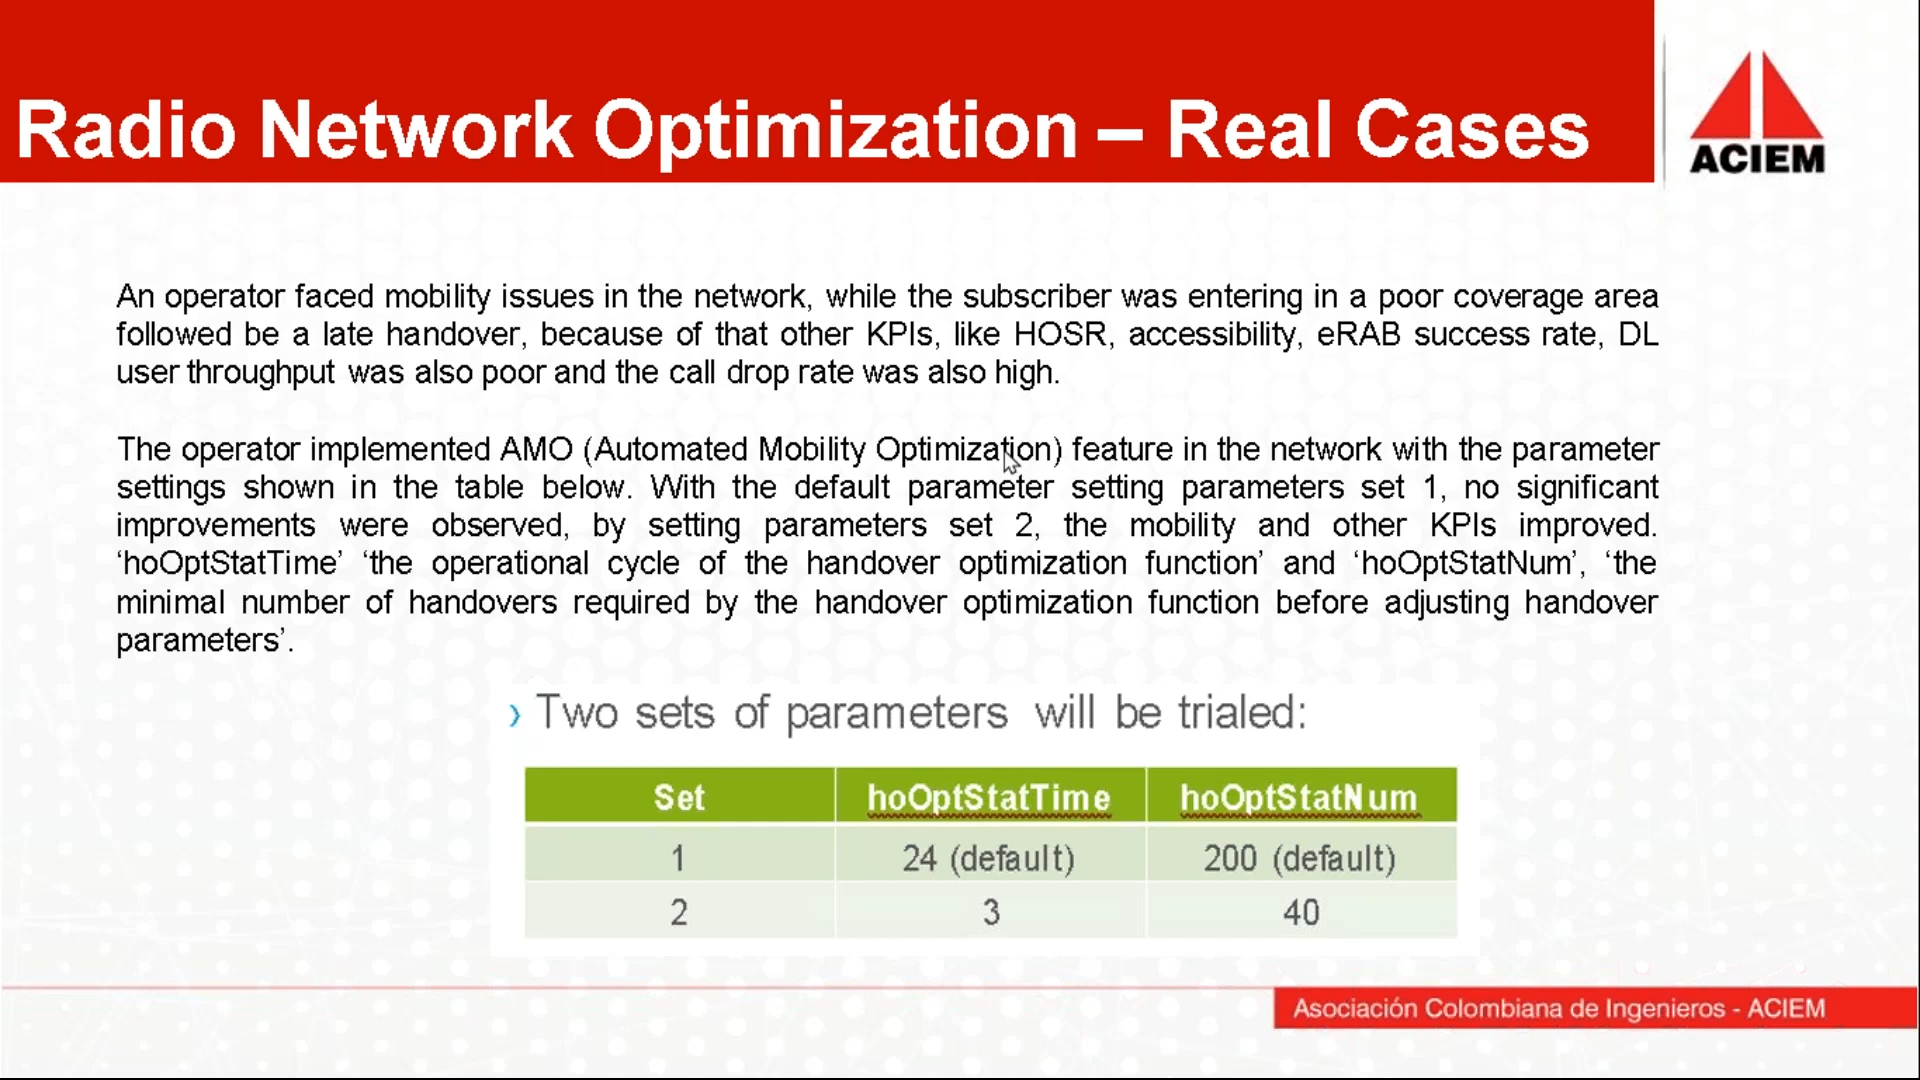 Radio Network Optimization – Real Cases
ACIEM
An operator faced mobility issues in the network, while the subscriber was entering in a poor coverage area
followed be a late handover, because of that other KPIs, like HOSR, accessibility, eRAB success rate, DL
user throughput was also poor and the call drop rate was also high.
The operator implemented AMO (Automated Mobility Optimization) feature in the network with the parameter
settings shown in the table below. With the default parameter setting parameters set 1, no significant
improvements were observed, by setting parameters set 2, the mobility and other KPIs improved.
‘hoOptStatTime’ ‘the operational cycle of the handover optimization function’ and ‘hoOptStatNum’, ‘the
minimal number of handovers required by the handover optimization function before adjusting handover
parameters’.
› Two sets of parameters will be trialed:
Set hoOptStatTime hoOptStatNum
1 24 (default) 200 (default)
2 3 40
Asociación Colombiana de Ingenieros - ACIEM